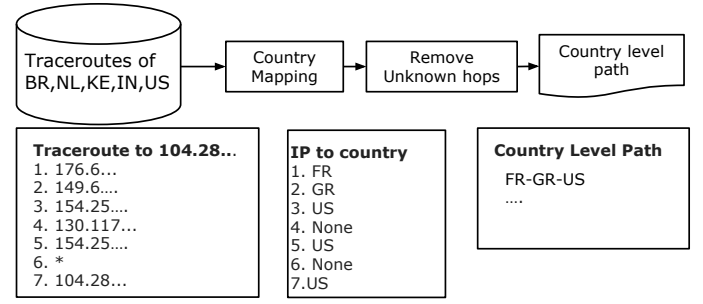 Traceroutes of
BR,NL,KE,IN,US
Country
Mapping
Remove
Unknown hops
Country level
path
Traceroute to 104.28...
1. 176.6...
2. 149.6....
3. 154.25....
4. 130.117...
5. 154.25....
6. *
7. 104.28...
IP to country
1. FR
2. GR
3. US
4. None
5. US
6. None
7.US
Country Level Path
FR-GR-US
....